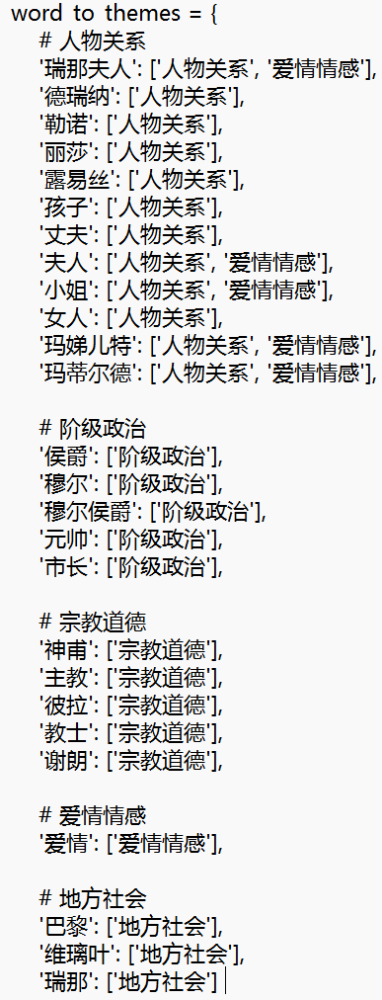 word to themes = {
# 人物关系
'瑞那夫人': ['人物关系', '爱情情感'],
'德瑞纳': ['人物关系'],
'勒诺': ['人物关系'],
'丽莎': ['人物关系'],
'露易丝': ['人物关系'],
'孩子': ['人物关系'],
'丈夫': ['人物关系'],
'夫人': ['人物关系', '爱情情感'],
'小姐': ['人物关系', '爱情情感'],
'女人': ['人物关系'],
'玛娣儿特': ['人物关系', '爱情情感'],
'玛蒂尔德': ['人物关系', '爱情情感'],
# 阶级政治
'侯爵': ['阶级政治'],
'穆尔': ['阶级政治'],
'穆尔侯爵': ['阶级政治'],
'元帅': ['阶级政治'],
'市长': ['阶级政治'],
# 宗教道德
'神甫': ['宗教道德'],
'主教': ['宗教道德'],
'彼拉': ['宗教道德'],
'教士': ['宗教道德'],
'谢朗': ['宗教道德'],
# 爱情情感
'爱情': ['爱情情感'],
# 地方社会
'巴黎': ['地方社会'],
'维璃叶': ['地方社会'],
'瑞那': ['地方社会']